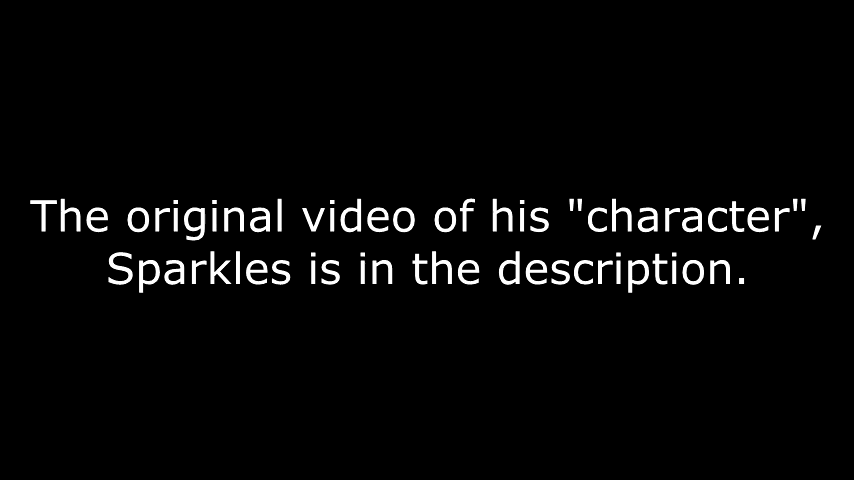 The original video of his "character",
Sparkles is in the description.